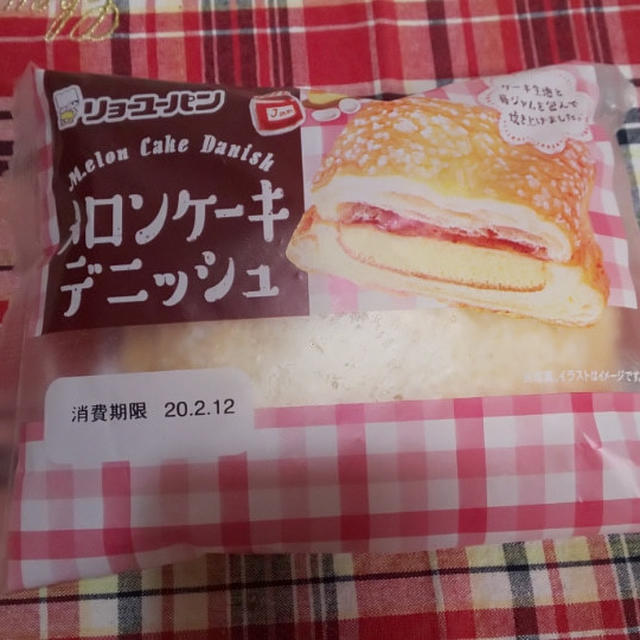 リョーユーパン
Jam
ケーキ生地と
苺ジャムを包んで
焼き上げました。
Melon Cake Danish
ロンケーキ
デニッシュ
イラストはイメージです
消費期限 20.2.12